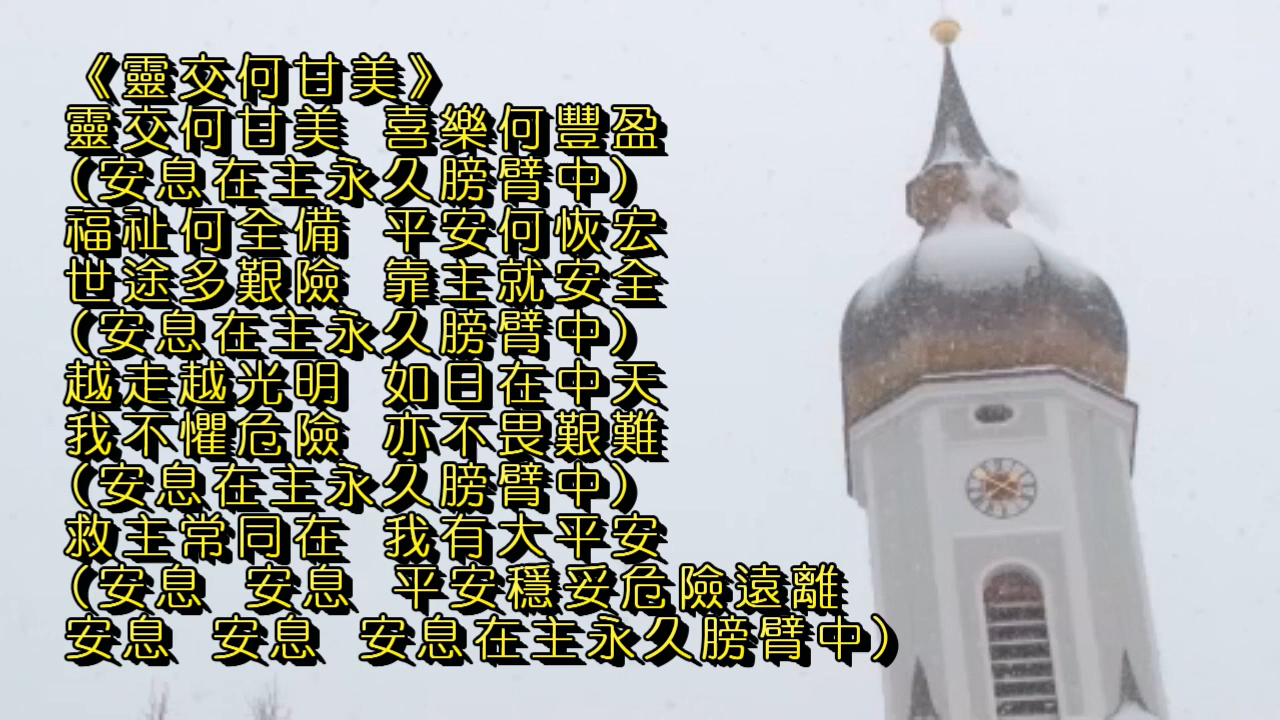 《靈交何甘美》
靈交何甘美 喜樂何豐盈
(安息在主永久膀臂中)
福祉何全備 平安何恢宏
世途多艱險 靠主就安全
(安息在主永久膀臂中)
越走越光明 如日在中天
我不懼危險 亦不畏艱難
(安息在主永久膀臂中)
救主常同在 我有大平安
(安息 安息 平安穩妥危險遠離
安息 安息 安息在主永久膀臂中)